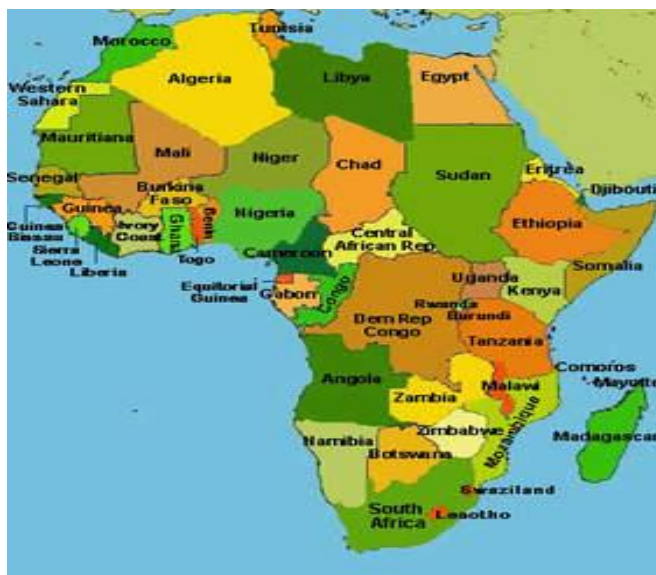 Tunisia
Morocco
Algeria
Libya
Egypt
Western
Sahara
Mauritiana
Mali
Niger
Chad
Sudan
Eritrea
Senegal
Burkina
Faso
Djibouti
Guinea
Benin
Nigeria
Ethiopia
Guinea
Bissau
Ivory
Coast
Ghana
Central
African Rep
Sierra
Leone
Togo
Cameroon
Somalia
Liberia
Equitorial
Guinea
Gabon
Congo
Uganda
Kenya
Rwanda
Burundi
Dem Rep
Congo
Tanzania
Comoros
Mayotte
Angola
Malawi
Zambia
Mozambique
Zimbabwe
Madagascar
Namibia
Botswana
Swaziland
South
Africa
Lesotho